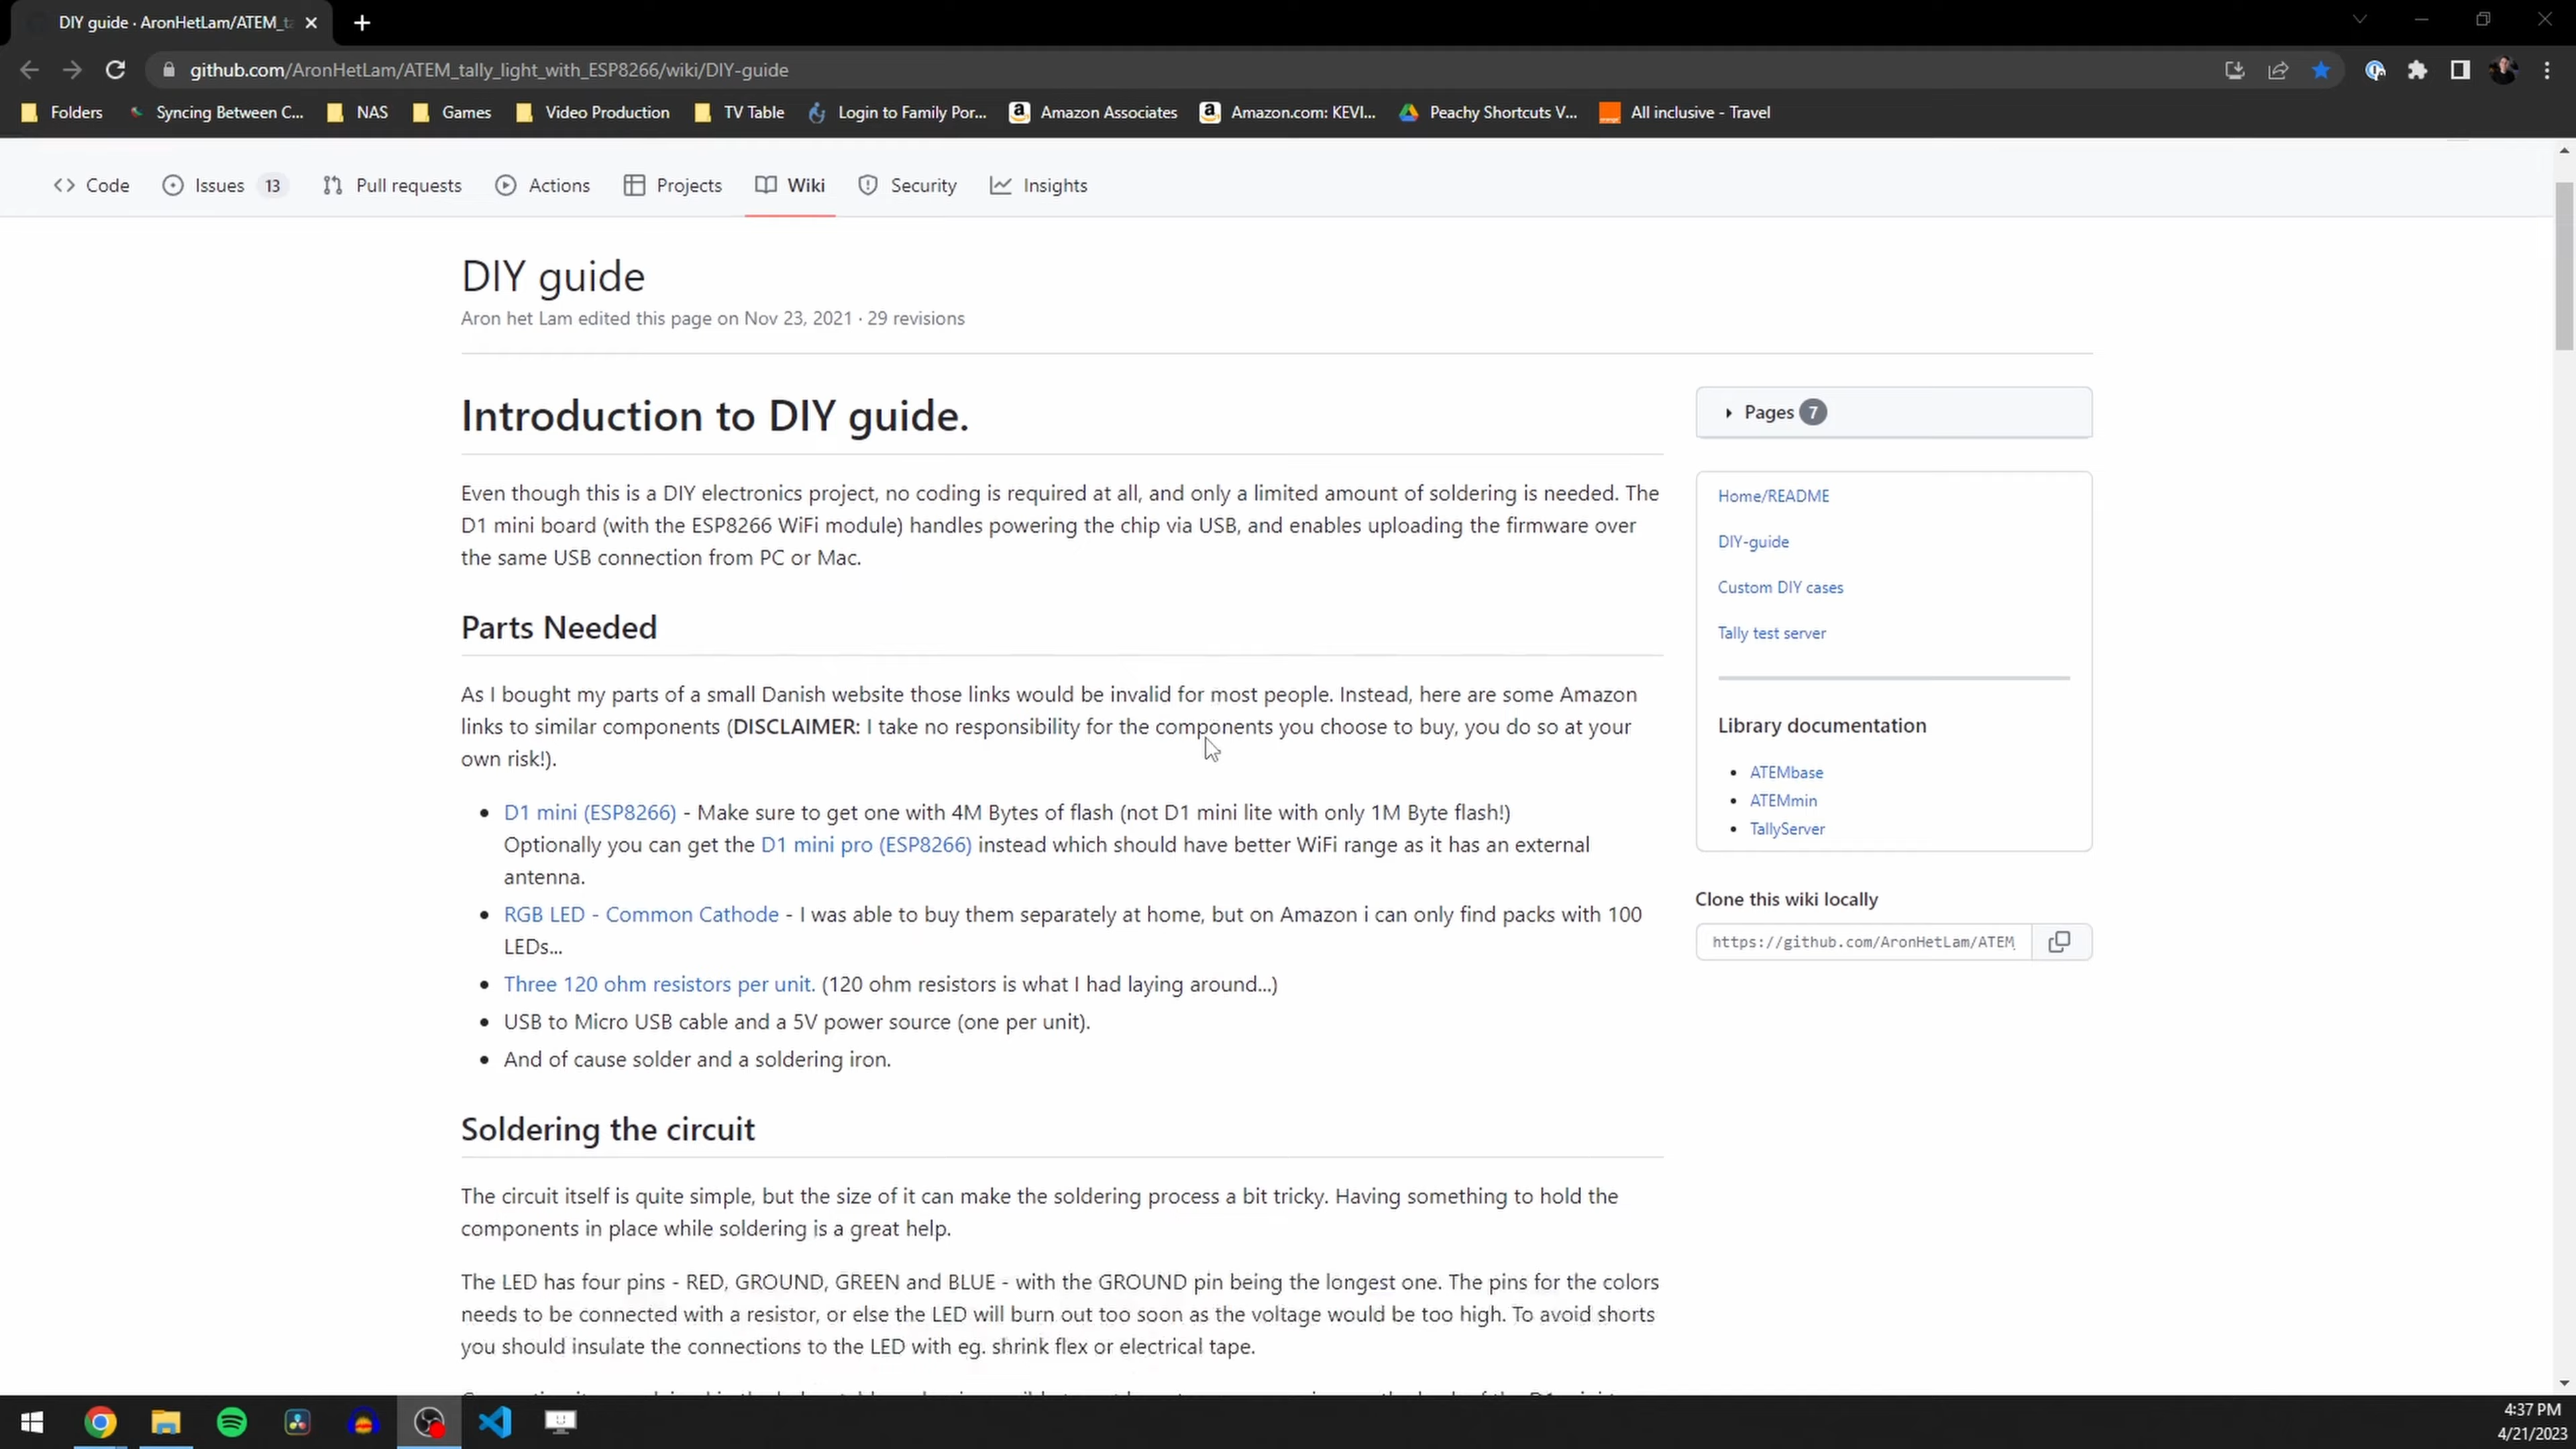 DIY guide · AronHetLam/ATEM_ta
github.com/AronHetLam/ATEM_tally_light_with_ESP8266/wiki/DIY-guide
Folders Syncing Between C... NAS Games Video Production TV Table Login to Family Por... Amazon Associates Amazon.com: KEVI... Peachy Shortcuts V... All inclusive - Travel
Code Issues 13 Pull requests Actions Projects Wiki Security Insights
DIY guide
Aron het Lam edited this page on Nov 23, 2021 · 29 revisions
Introduction to DIY guide.
Even though this is a DIY electronics project, no coding is required at all, and only a limited amount of soldering is needed. The
D1 mini board (with the ESP8266 WiFi module) handles powering the chip via USB, and enables uploading the firmware over
the same USB connection from PC or Mac.
Parts Needed
As I bought my parts of a small Danish website those links would be invalid for most people. Instead, here are some Amazon
links to similar components (DISCLAIMER: I take no responsibility for the components you choose to buy, you do so at your
own risk!).
D1 mini (ESP8266) - Make sure to get one with 4M Bytes of flash (not D1 mini lite with only 1M Byte flash!)
Optionally you can get the D1 mini pro (ESP8266) instead which should have better WiFi range as it has an external
antenna.
RGB LED - Common Cathode - I was able to buy them separately at home, but on Amazon i can only find packs with 100
LEDs...
Three 120 ohm resistors per unit. (120 ohm resistors is what I had laying around...)
USB to Micro USB cable and a 5V power source (one per unit).
And of cause solder and a soldering iron.
Soldering the circuit
The circuit itself is quite simple, but the size of it can make the soldering process a bit tricky. Having something to hold the
components in place while soldering is a great help.
The LED has four pins - RED, GROUND, GREEN and BLUE - with the GROUND pin being the longest one. The pins for the colors
needs to be connected with a resistor, or else the LED will burn out too soon as the voltage would be too high. To avoid shorts
you should insulate the connections to the LED with eg. shrink flex or electrical tape.
Pages 7
Home/README
DIY-guide
Custom DIY cases
Tally test server
Library documentation
ATEMbase
ATEMmin
TallyServer
Clone this wiki locally
https://github.com/AronHetLam/ATEM_
4:37 PM
4/21/2023